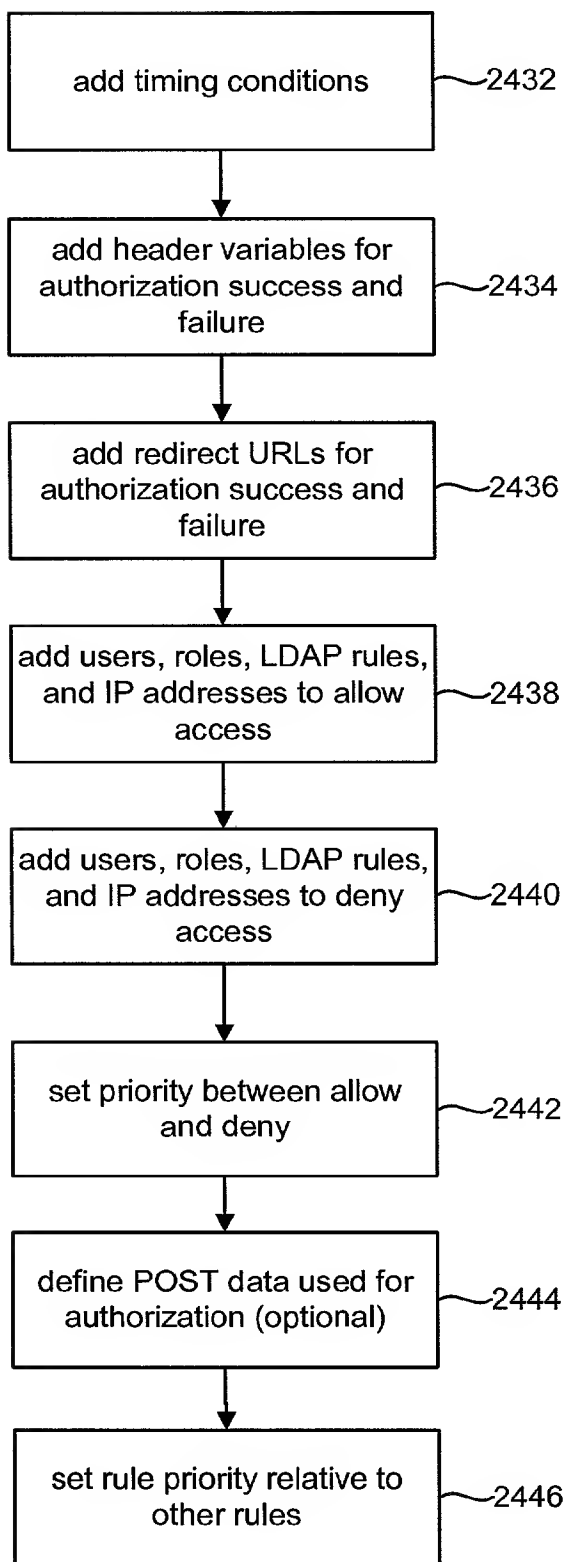 add timing conditions
2432
add header variables for
authorization success and
failure
2434
add redirect URLs for
authorization success and
failure
2436
add users, roles, LDAP rules,
and IP addresses to allow
access
2438
add users, roles, LDAP rules,
and IP addresses to deny
access
2440
set priority between allow
and deny
2442
define POST data used for
authorization (optional)
2444
set rule priority relative to
other rules
2446